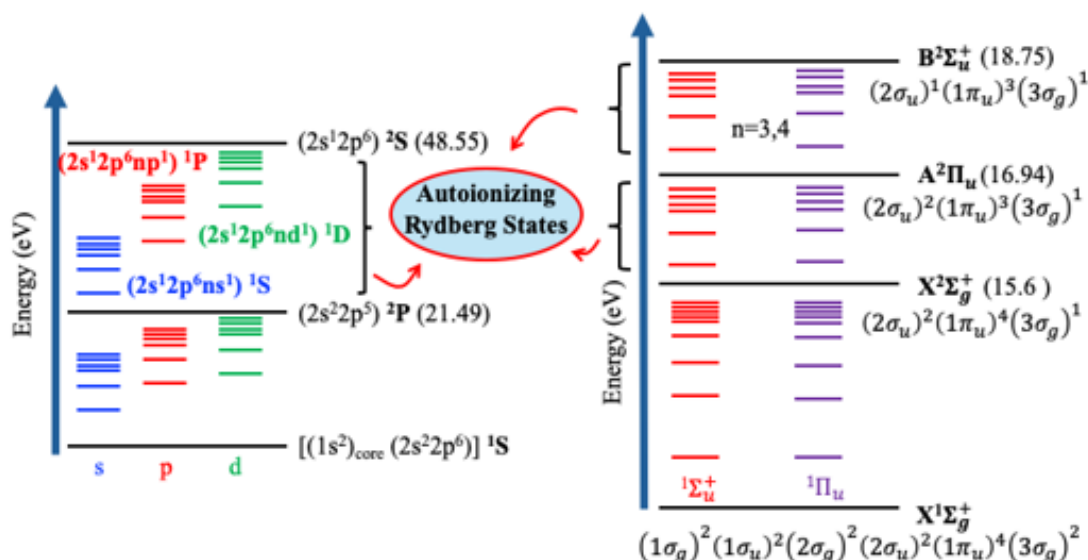 Energy (eV)
(2s¹2p⁶) ²S (48.55)
(2s¹2p⁶np¹) ¹P
(2s¹2p⁶nd¹) ¹D
(2s¹2p⁶ns¹) ¹S
(2s²2p⁵) ²P (21.49)
[(1s²)core (2s²2p⁶)] ¹S
s p d
Autoionizing
Rydberg States
Energy (eV)
B²Σᵤ⁺ (18.75)
(2σᵤ)¹(1πᵤ)³(3σg)¹
n=3,4
A²Πᵤ (16.94)
(2σᵤ)²(1πᵤ)³(3σg)¹
X²Σg⁺ (15.6 )
(2σᵤ)²(1πᵤ)⁴(3σg)¹
¹Σᵤ⁺ ¹Πᵤ
X¹Σg⁺
(1σg)²(1σᵤ)²(2σg)²(2σᵤ)²(1πᵤ)⁴(3σg)²